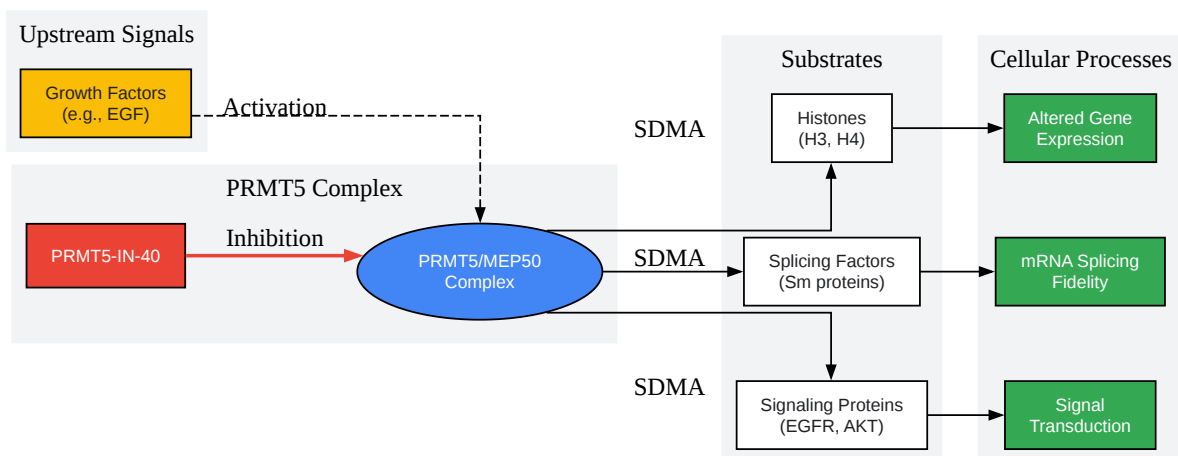 Upstream Signals
Growth Factors
(e.g., EGF)
Activation
PRMT5 Complex
PRMT5-IN-40
Inhibition
PRMT5/MEP50
Complex
SDMA
SDMA
SDMA
Substrates
Histones
(H3, H4)
Splicing Factors
(Sm proteins)
Signaling Proteins
(EGFR, AKT)
Cellular Processes
Altered Gene
Expression
mRNA Splicing
Fidelity
Signal
Transduction